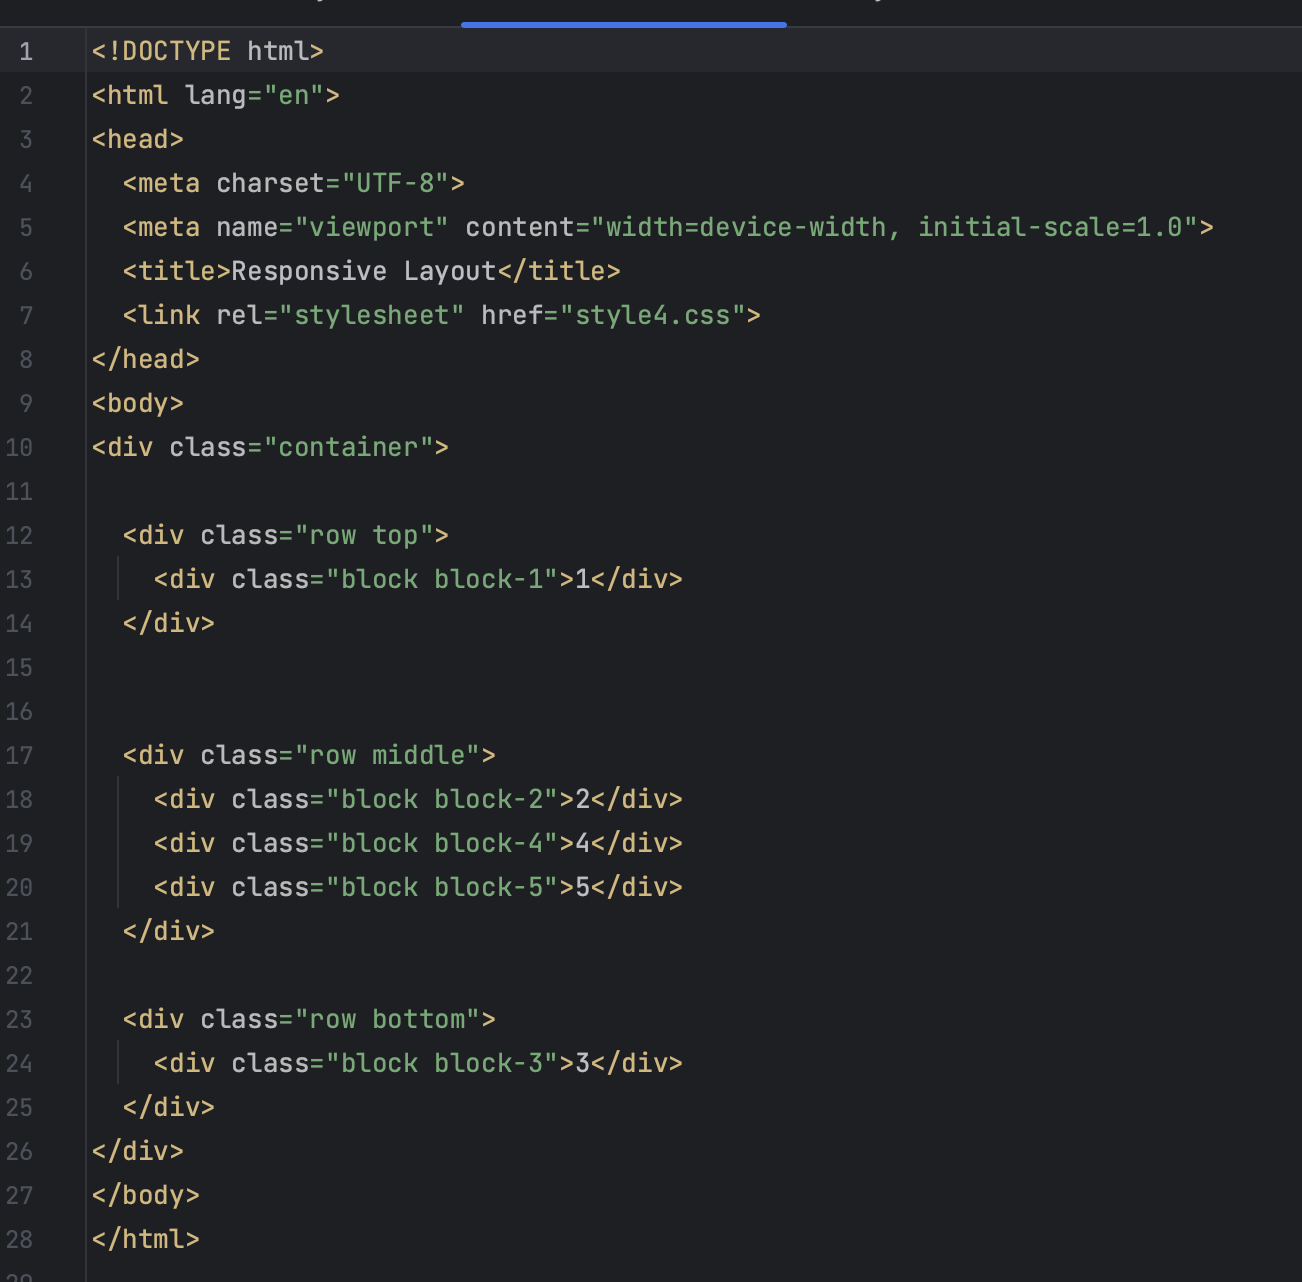 1 <!DOCTYPE html>
2 <html lang="en">
3 <head>
4   <meta charset="UTF-8">
5   <meta name="viewport" content="width=device-width, initial-scale=1.0">
6   <title>Responsive Layout</title>
7   <link rel="stylesheet" href="style4.css">
8 </head>
9 <body>
10 <div class="container">
11
12   <div class="row top">
13     <div class="block block-1">1</div>
14   </div>
15
16
17   <div class="row middle">
18     <div class="block block-2">2</div>
19     <div class="block block-4">4</div>
20     <div class="block block-5">5</div>
21   </div>
22
23   <div class="row bottom">
24     <div class="block block-3">3</div>
25   </div>
26 </div>
27 </body>
28 </html>